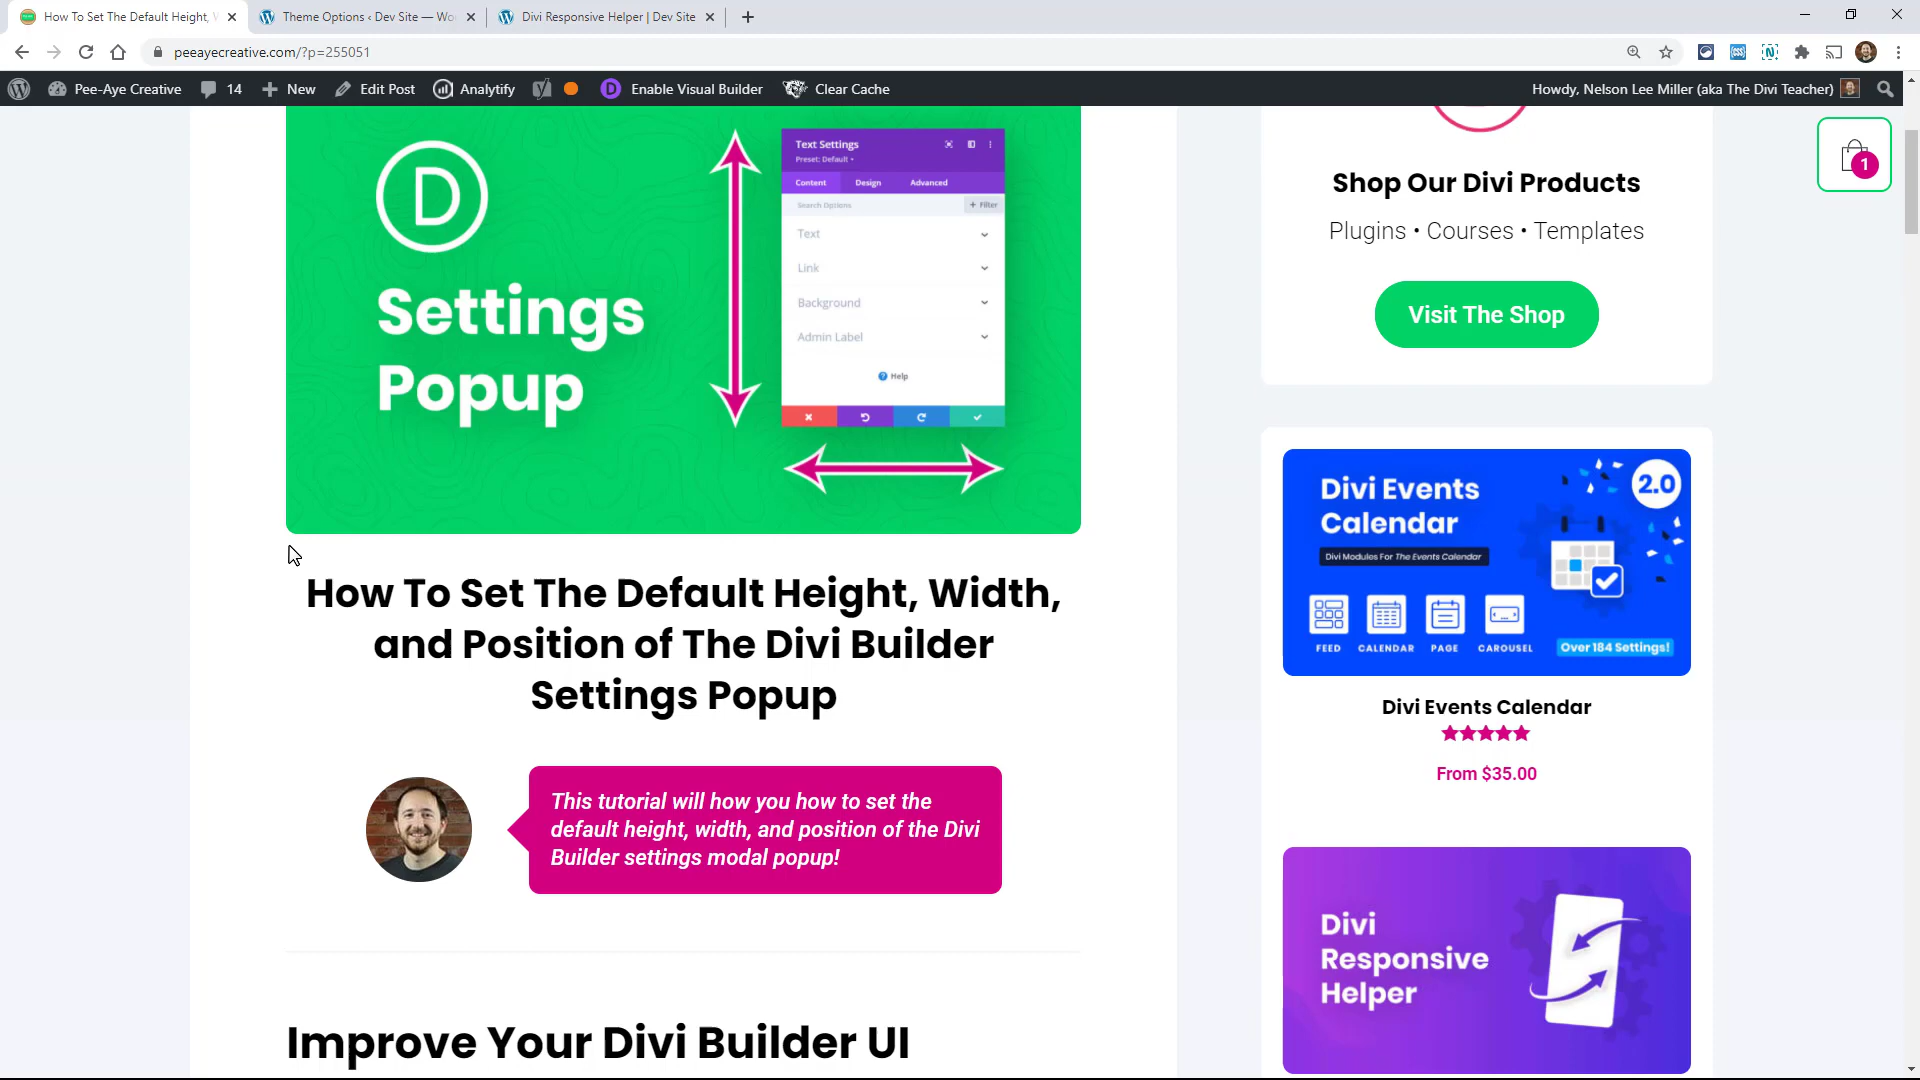 How To Set The Default Height, W
Theme Options ‹ Dev Site — Wo
Divi Responsive Helper | Dev Site
peeayecreative.com/?p=255051
Pee-Aye Creative
14
New
Edit Post
Analytify
Enable Visual Builder
Clear Cache
Howdy, Nelson Lee Miller (aka The Divi Teacher)
1
D
Settings
Popup
Text Settings
Preset: Default
Content
Design
Advanced
Search Options
+ Filter
Text
Link
Background
Admin Label
? Help
How To Set The Default Height, Width,
and Position of The Divi Builder
Settings Popup
This tutorial will how you how to set the
default height, width, and position of the Divi
Builder settings modal popup!
Improve Your Divi Builder UI
Shop Our Divi Products
Plugins • Courses • Templates
Visit The Shop
Divi Events
Calendar
2.0
Divi Modules For The Events Calendar
FEED
CALENDAR
PAGE
CAROUSEL
Over 184 Settings!
Divi Events Calendar
From $35.00
Divi
Responsive
Helper